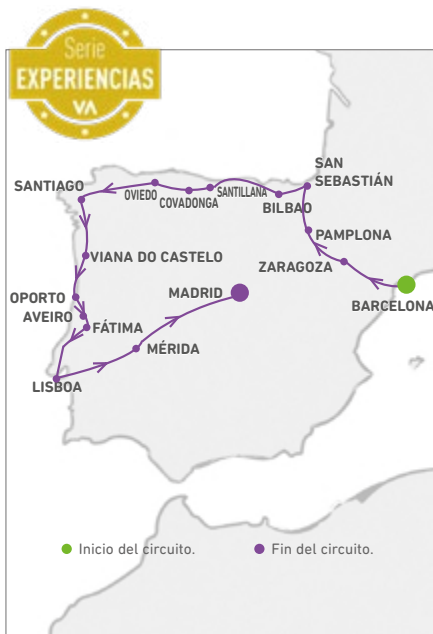 Serie
EXPERIENCIAS
VA
SAN
SEBASTIÁN
SANTIAGO
OVIEDO
COVADONGA
SANTILLANA
BILBAO
PAMPLONA
VIANA DO CASTELO
ZARAGOZA
MADRID
OPORTO
BARCELONA
AVEIRO
FÁTIMA
MÉRIDA
LISBOA
Inicio del circuito.
Fin del circuito.